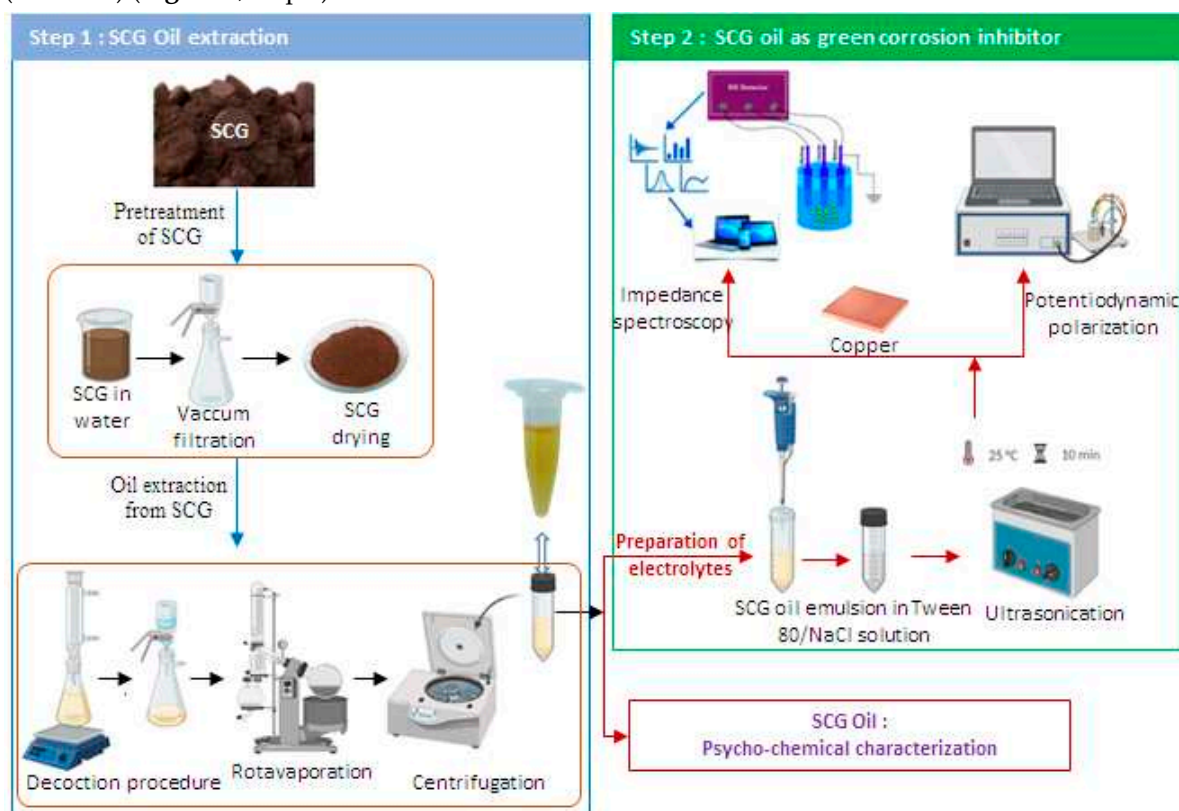 Step 1 : SCG Oil extraction
SCG
Pretreatment
of SCG
SCG in
water
Vaccum
filtration
SCG
drying
Oil extraction
from SCG
Decoction procedure
Rotavaporation
Centrifugation
Step 2 : SCG oil as green corrosion inhibitor
Impedance
spectroscopy
Copper
Potentiodynamic
polarization
25 °C
10 min
Preparation of
electrolytes
SCG oil emulsion in Tween
80/NaCl solution
Ultrasonication
SCG Oil :
Psycho-chemical characterization